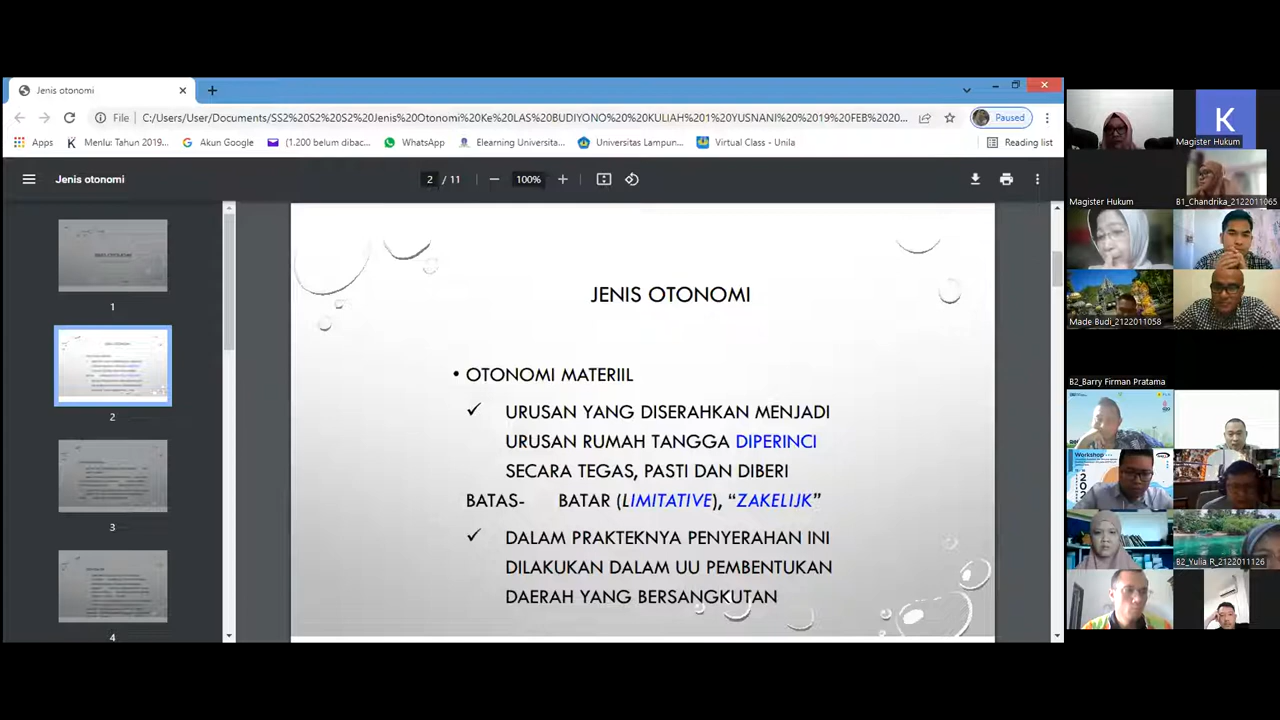 Jenis otonomi
File
C:/Users/User/Documents/S3%20S2%20S2%20Jenis%20Otonomi%20Ke LAS%20BUDIYONO%20%20KULIAH%201%20YUSNANI%20%2019%20FEB%2020...
Paused
Apps
Menlu: Tahun 2019...
Akun Google
(1.200 belum dibac...
WhatsApp
Elearning Universita...
Universitas Lampun...
Virtual Class - Unila
Reading list
Jenis otonomi
2 / 11
100%
1
2
3
4
JENIS OTONOMI
• OTONOMI MATERIIL
✓ URUSAN YANG DISERAHKAN MENJADI
URUSAN RUMAH TANGGA DIPERINCI
SECARA TEGAS, PASTI DAN DIBERI
BATAS- BATAR (LIMITATIVE), “ZAKELIJK”
✓ DALAM PRAKTEKNYA PENYERAHAN INI
DILAKUKAN DALAM UU PEMBENTUKAN
DAERAH YANG BERSANGKUTAN
K
Magister Hukum
Magister Hukum
B1_Chandrika_2122011065
Made Budi_2122011058
B2_Barry Firman Pratama
Workshop
B2_Yulia R_2122011126